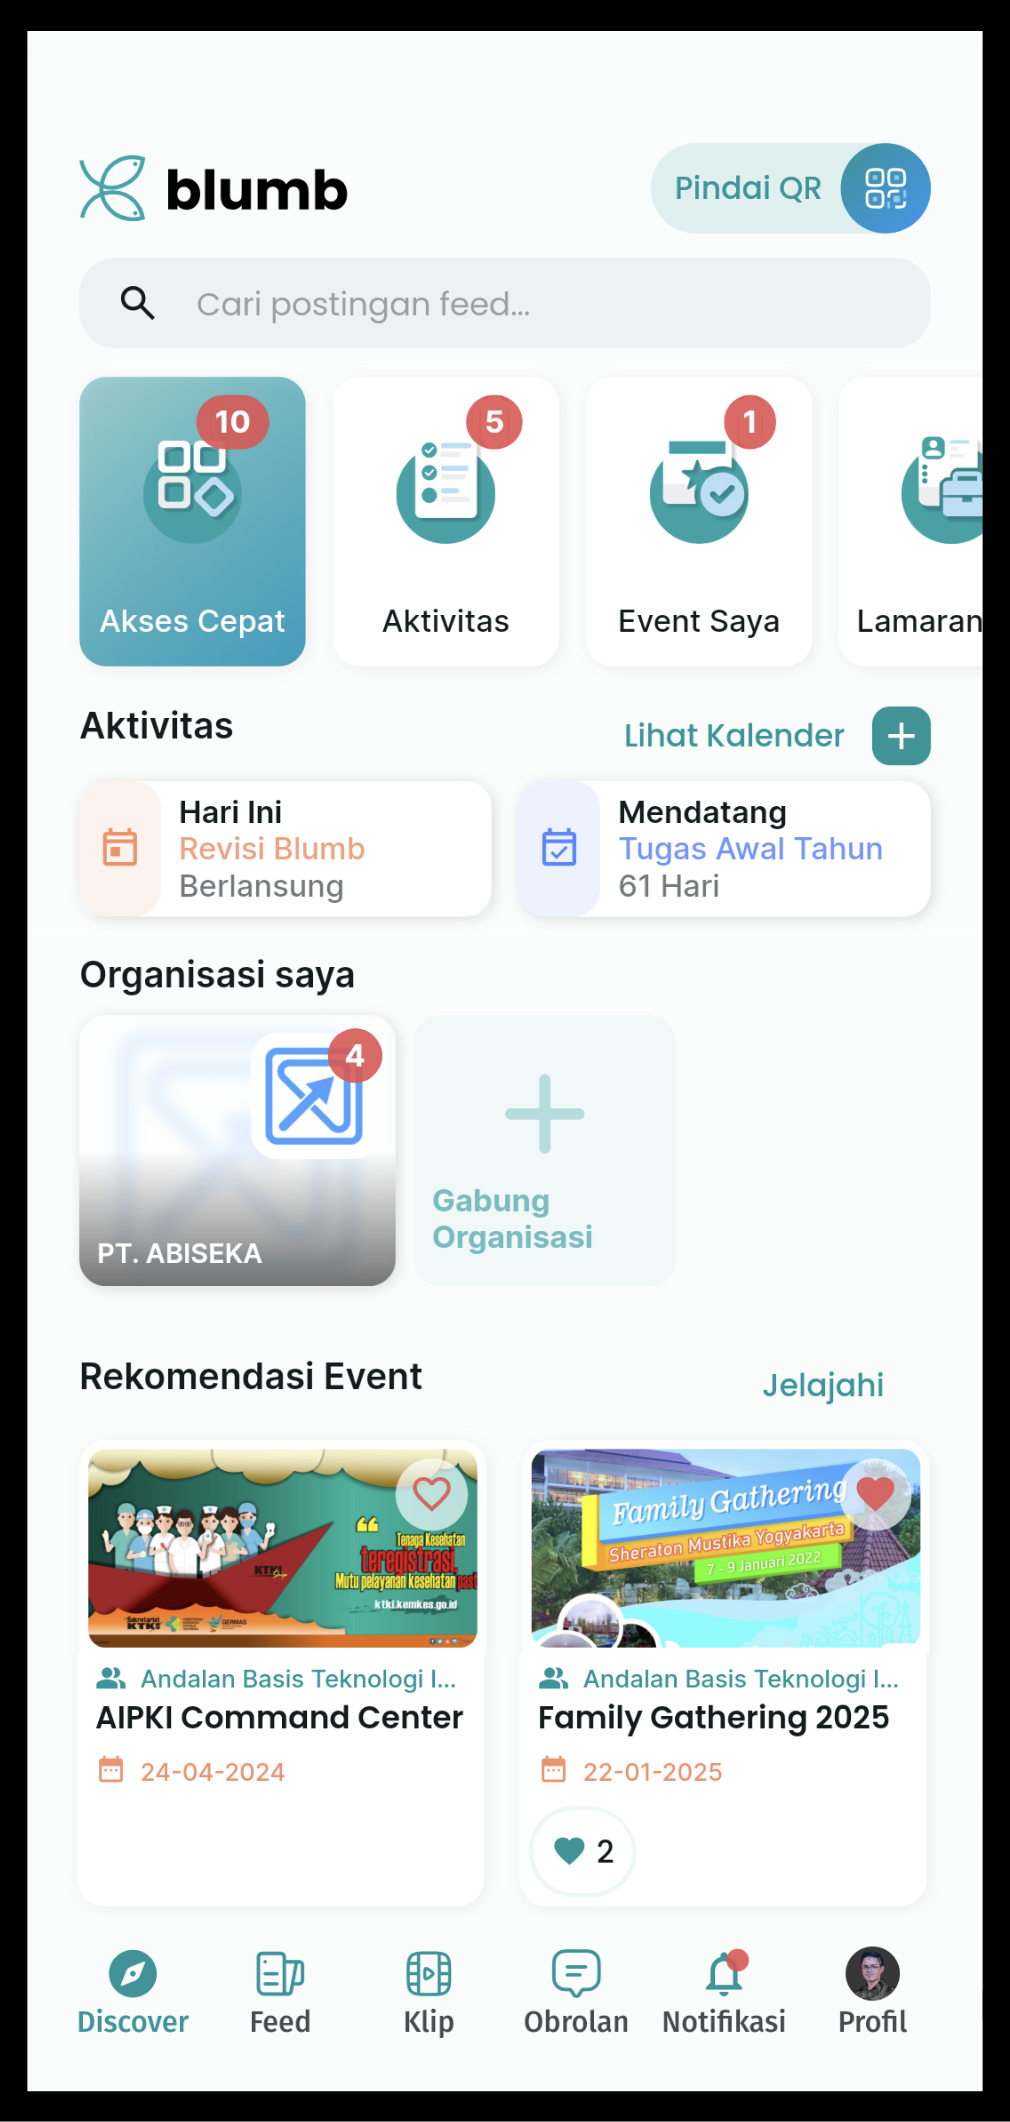 blumb
Pindai QR
Cari postingan feed...
10
5
1
Akses Cepat
Aktivitas
Event Saya
Lamaran
Aktivitas
Lihat Kalender
Hari Ini
Revisi Blumb
Berlansung
Mendatang
Tugas Awal Tahun
61 Hari
Organisasi saya
4
PT. ABISEKA
Gabung
Organisasi
Rekomendasi Event
Jelajahi
Tenaga Kesehatan
teregistrasi,
Mutu pelayanan kesehatan
ktki.kemkes.go.id
KTKI
Sekretariat
KTKI
GERMAS
Family Gathering
Sheraton Mustika Yogyakarta
7 - 9 Januari 2022
Andalan Basis Teknologi I...
AIPKI Command Center
24-04-2024
Andalan Basis Teknologi I...
Family Gathering 2025
22-01-2025
2
Discover
Feed
Klip
Obrolan
Notifikasi
Profil